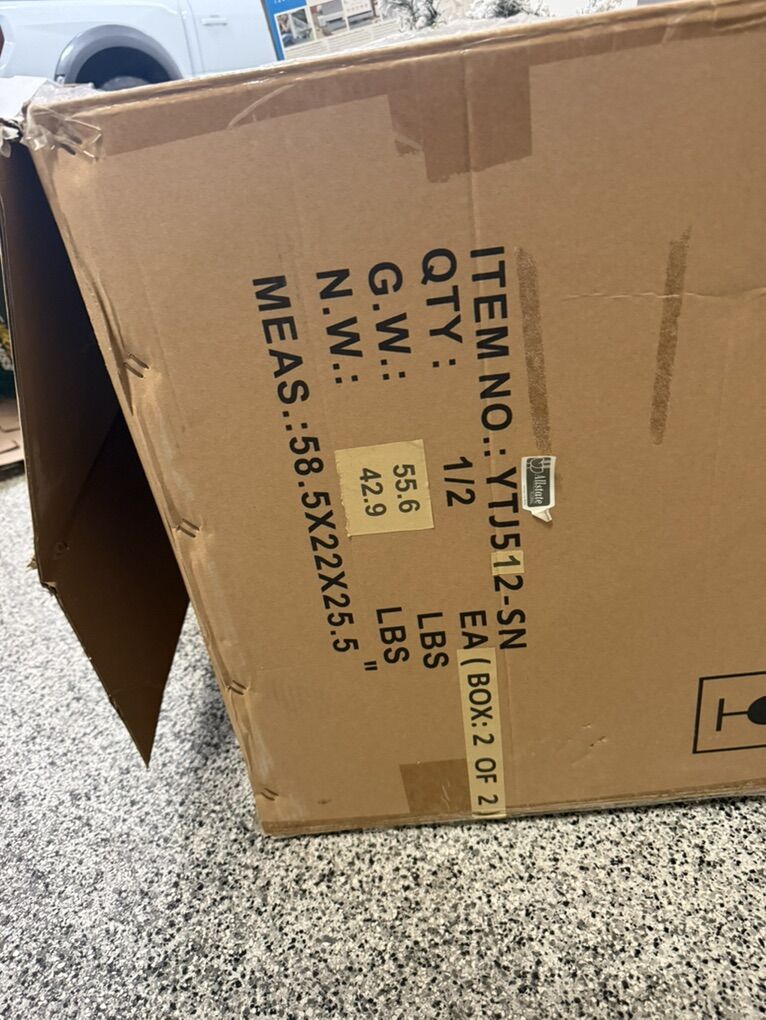 ITEM NO.: YTJ512-SN
QTY : 1/2 EA (BOX: 2 OF 2)
G.W.: 55.6 LBS
N.W.: 42.9 LBS
MEAS.:58.5X22X25.5 "
Allstate